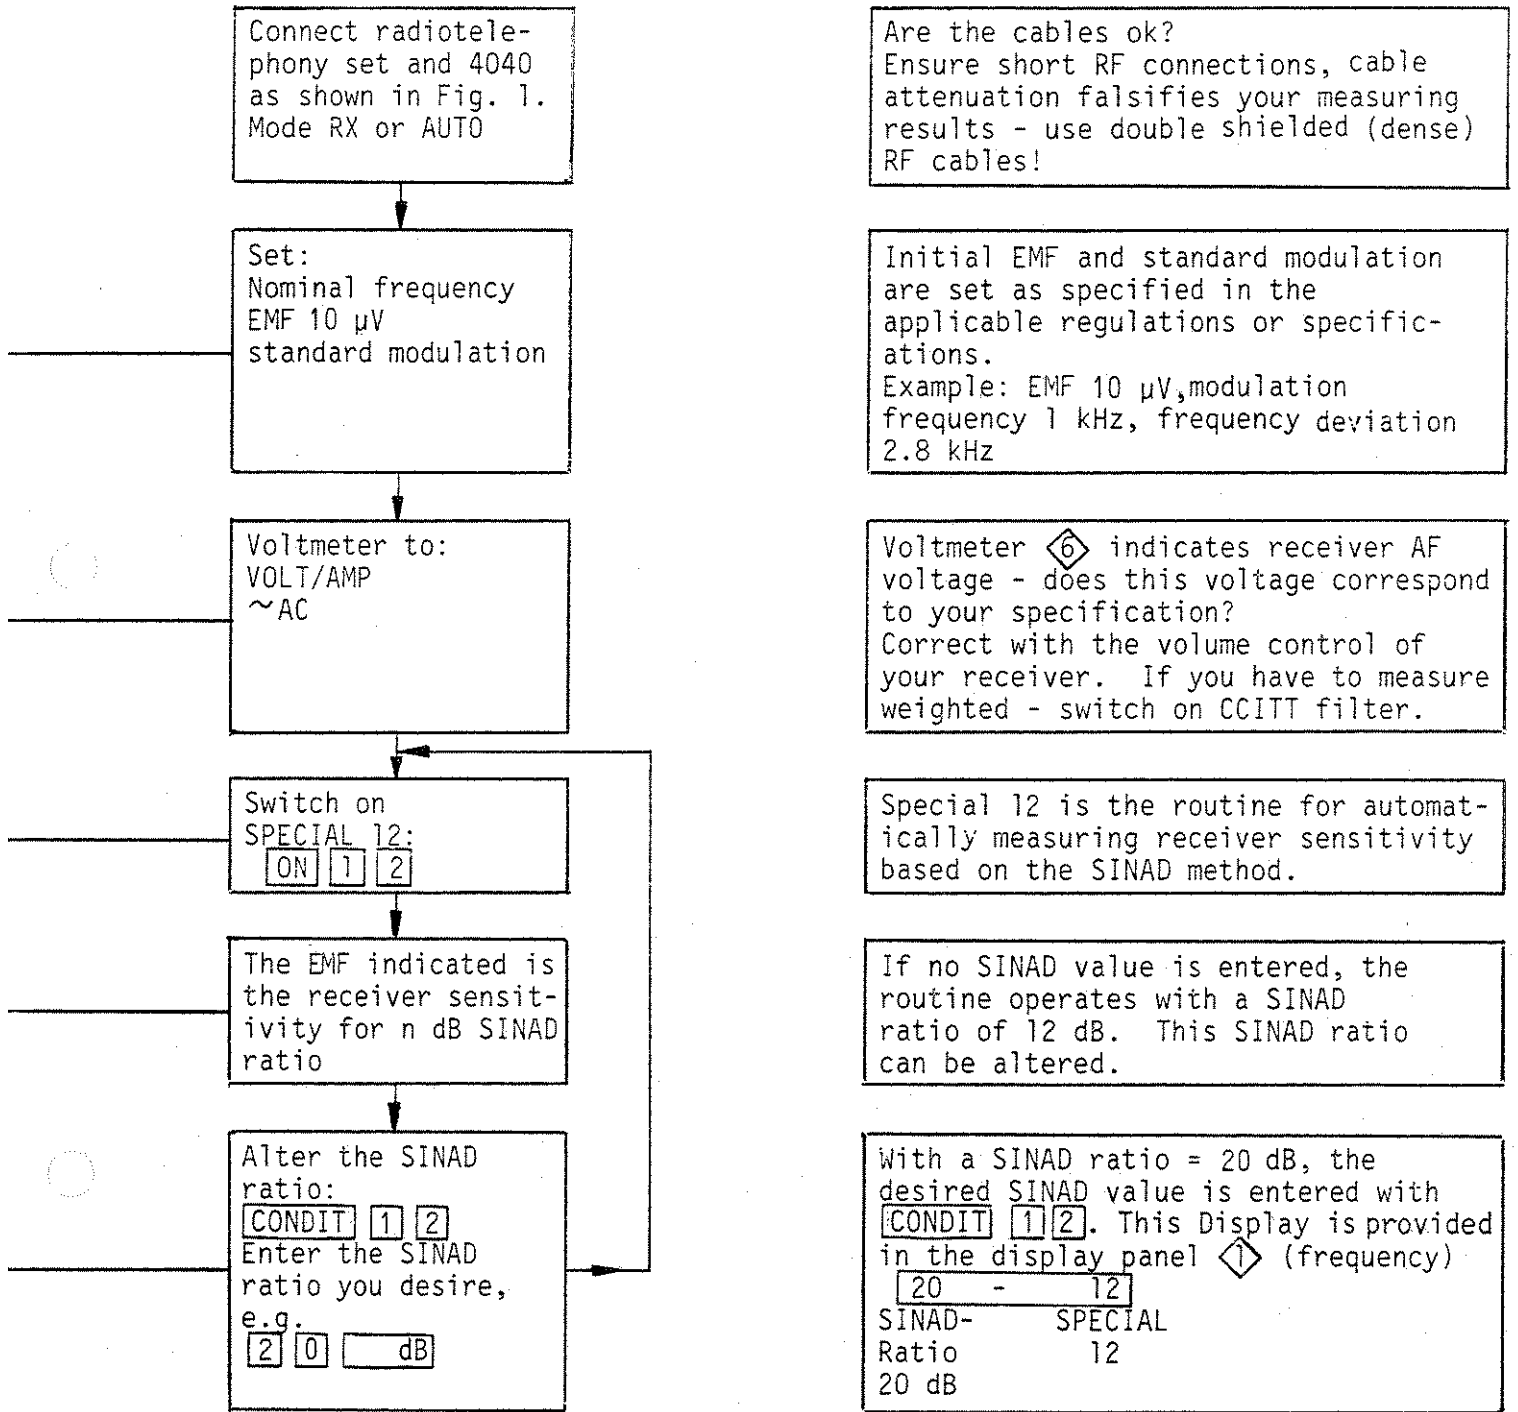 Connect radiotele-
phony set and 4040
as shown in Fig. 1.
Mode RX or AUTO
Are the cables ok?
Ensure short RF connections, cable
attenuation falsifies your measuring
results - use double shielded (dense)
RF cables!
Set:
Nominal frequency
EMF 10 µV
standard modulation
Initial EMF and standard modulation
are set as specified in the
applicable regulations or specific-
ations.
Example: EMF 10 µV,modulation
frequency 1 kHz, frequency deviation
2.8 kHz
Voltmeter to:
VOLT/AMP
~AC
Voltmeter 6 indicates receiver AF
voltage - does this voltage correspond
to your specification?
Correct with the volume control of
your receiver. If you have to measure
weighted - switch on CCITT filter.
Switch on
SPECIAL 12:
ON 1 2
Special 12 is the routine for automat-
ically measuring receiver sensitivity
based on the SINAD method.
The EMF indicated is
the receiver sensit-
ivity for n dB SINAD
ratio
If no SINAD value is entered, the
routine operates with a SINAD
ratio of 12 dB. This SINAD ratio
can be altered.
Alter the SINAD
ratio:
CONDIT 1 2
Enter the SINAD
ratio you desire,
e.g.
2 0 dB
With a SINAD ratio = 20 dB, the
desired SINAD value is entered with
CONDIT 1 2. This Display is provided
in the display panel 1 (frequency)
20 - 12
SINAD- SPECIAL
Ratio 12
20 dB